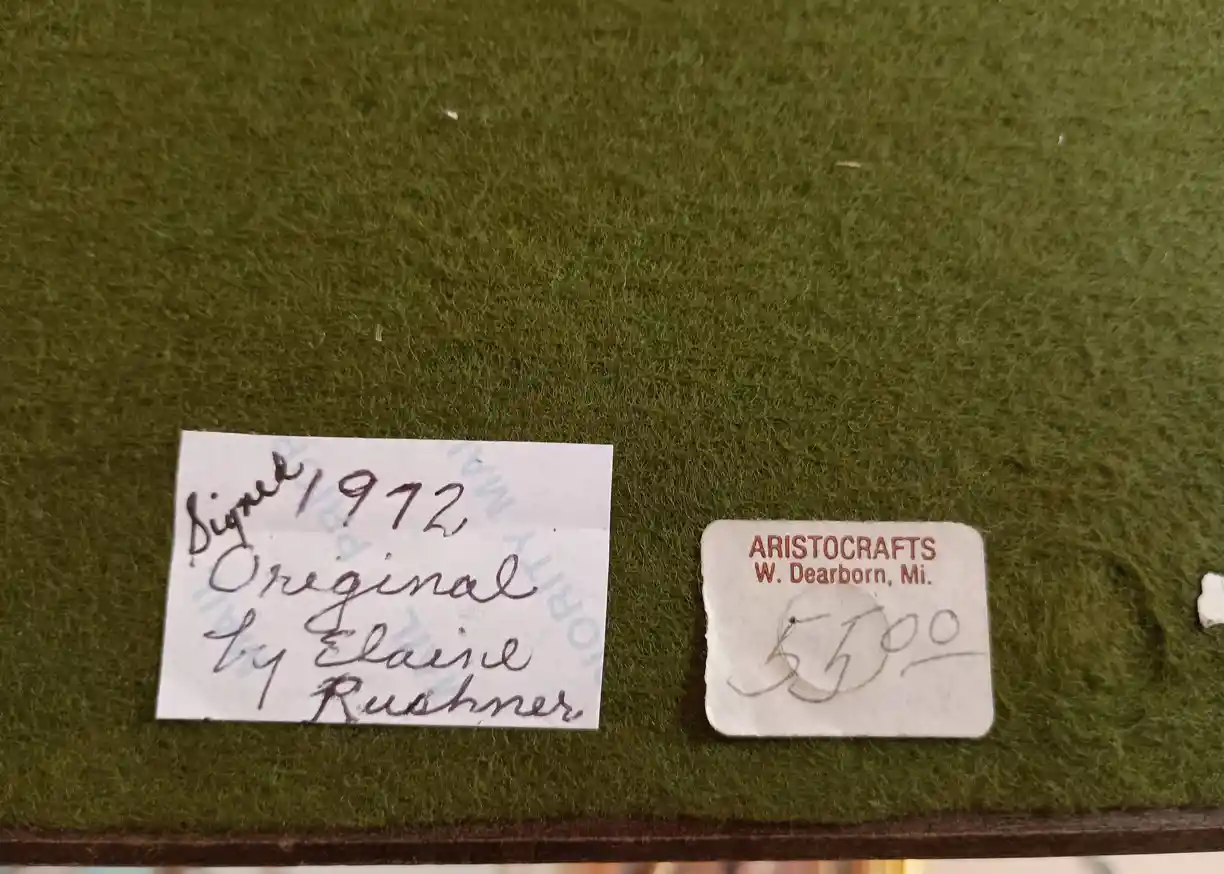 Signed 1972
Original
by Elaine
Rushner
ARISTOCRAFTS
W. Dearborn, Mi.
5500